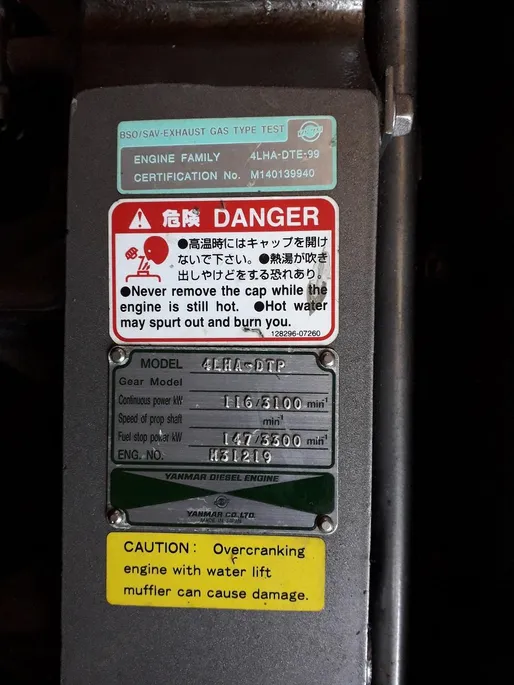 BSO/SAV-EXHAUST GAS TYPE TEST
ENGINE FAMILY 4LHA-DTE-99
CERTIFICATION No. M140139940
危険 DANGER
●高温時にはキャップを開け
ないで下さい。●熱湯が吹き
出しやけどをする恐れあり。
●Never remove the cap while the
engine is still hot. ●Hot water
may spurt out and burn you.
128296-07260
MODEL 4LHA-DTP
Gear Model
Continuous power kW 116/3100 min-1
Speed of prop shaft min-1
Fuel stop power kW 147/3300 min-1
ENG. NO. H31219
YANMAR DIESEL ENGINE
YANMAR CO.,LTD.
MADE IN JAPAN
CAUTION: Overcranking
engine with water lift
muffler can cause damage.